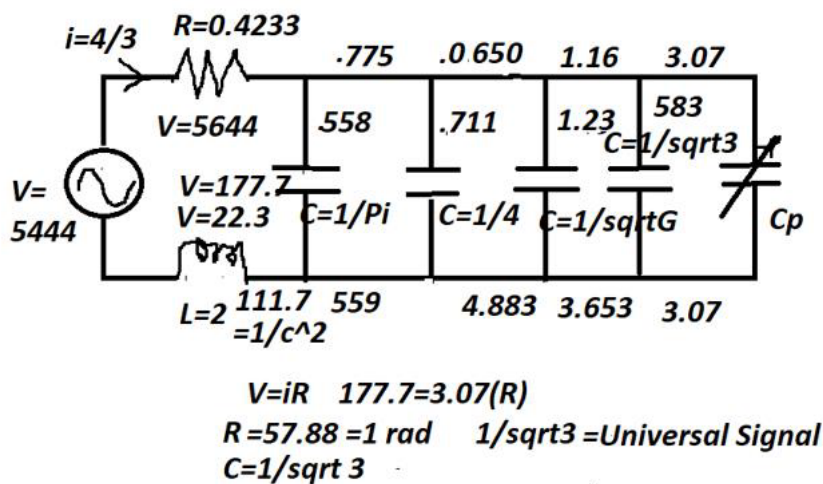 R=0.4233
i=4/3
.775 .0650 1.16 3.07
V=5644 .558 .711 1.23 583
C=1/sqrt3
V=
5444
V=177.7
V=22.3
C=1/Pi C=1/4 C=1/sqrtG Cp
L=2 111.7 559 4.883 3.653 3.07
=1/c^2
V=iR 177.7=3.07(R)
R=57.88 =1 rad 1/sqrt3 =Universal Signal
C=1/sqrt 3